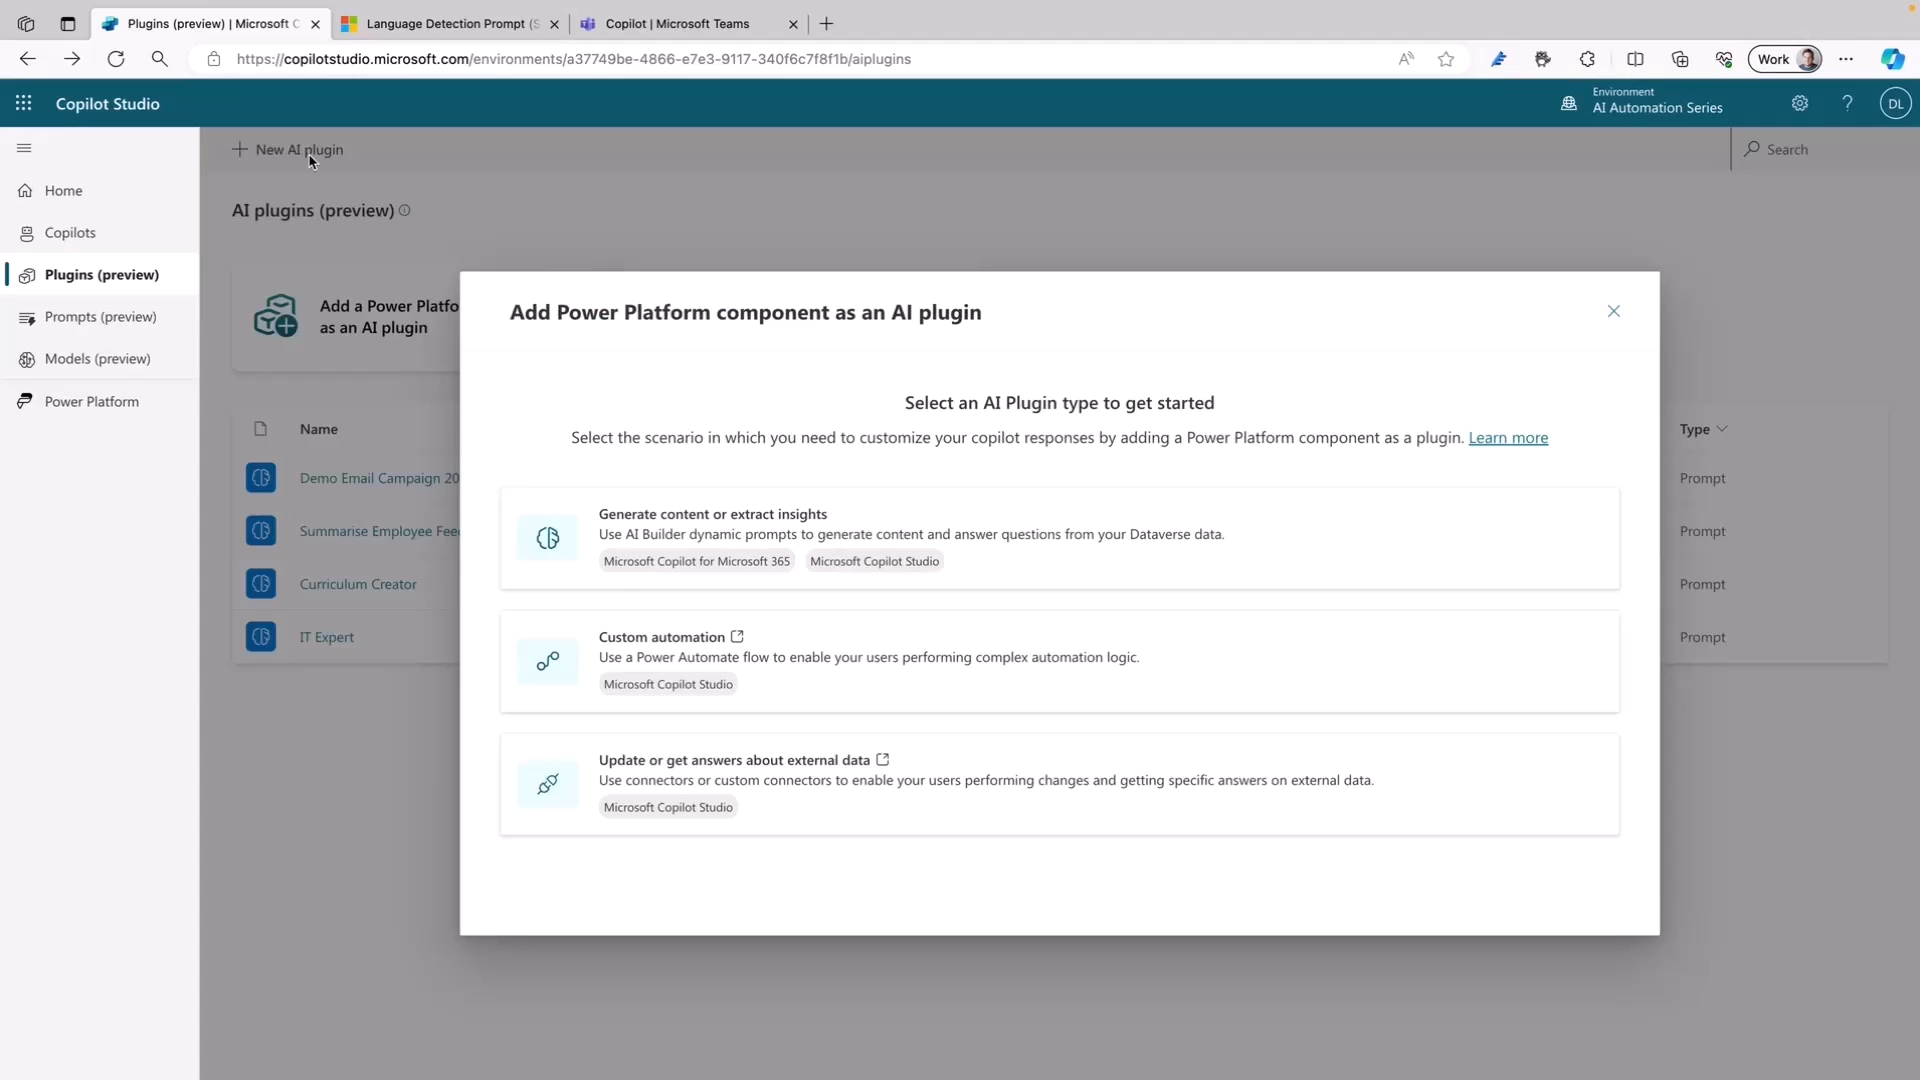 Plugins (preview) | Microsoft C
Language Detection Prompt (S
Copilot | Microsoft Teams
https://copilotstudio.microsoft.com/environments/a37749be-4866-e7e3-9117-340f6c7f8f1b/aiplugins
Work
Copilot Studio
Environment
AI Automation Series
?
DL
New AI plugin
Search
Home
Copilots
Plugins (preview)
Prompts (preview)
Models (preview)
Power Platform
AI plugins (preview)
Add a Power Platfo
as an AI plugin
Name
Type
Demo Email Campaign 20
Prompt
Summarise Employee Fee
Prompt
Curriculum Creator
Prompt
IT Expert
Prompt
Add Power Platform component as an AI plugin
Select an AI Plugin type to get started
Select the scenario in which you need to customize your copilot responses by adding a Power Platform component as a plugin. Learn more
Generate content or extract insights
Use AI Builder dynamic prompts to generate content and answer questions from your Dataverse data.
Microsoft Copilot for Microsoft 365 Microsoft Copilot Studio
Custom automation
Use a Power Automate flow to enable your users performing complex automation logic.
Microsoft Copilot Studio
Update or get answers about external data
Use connectors or custom connectors to enable your users performing changes and getting specific answers on external data.
Microsoft Copilot Studio